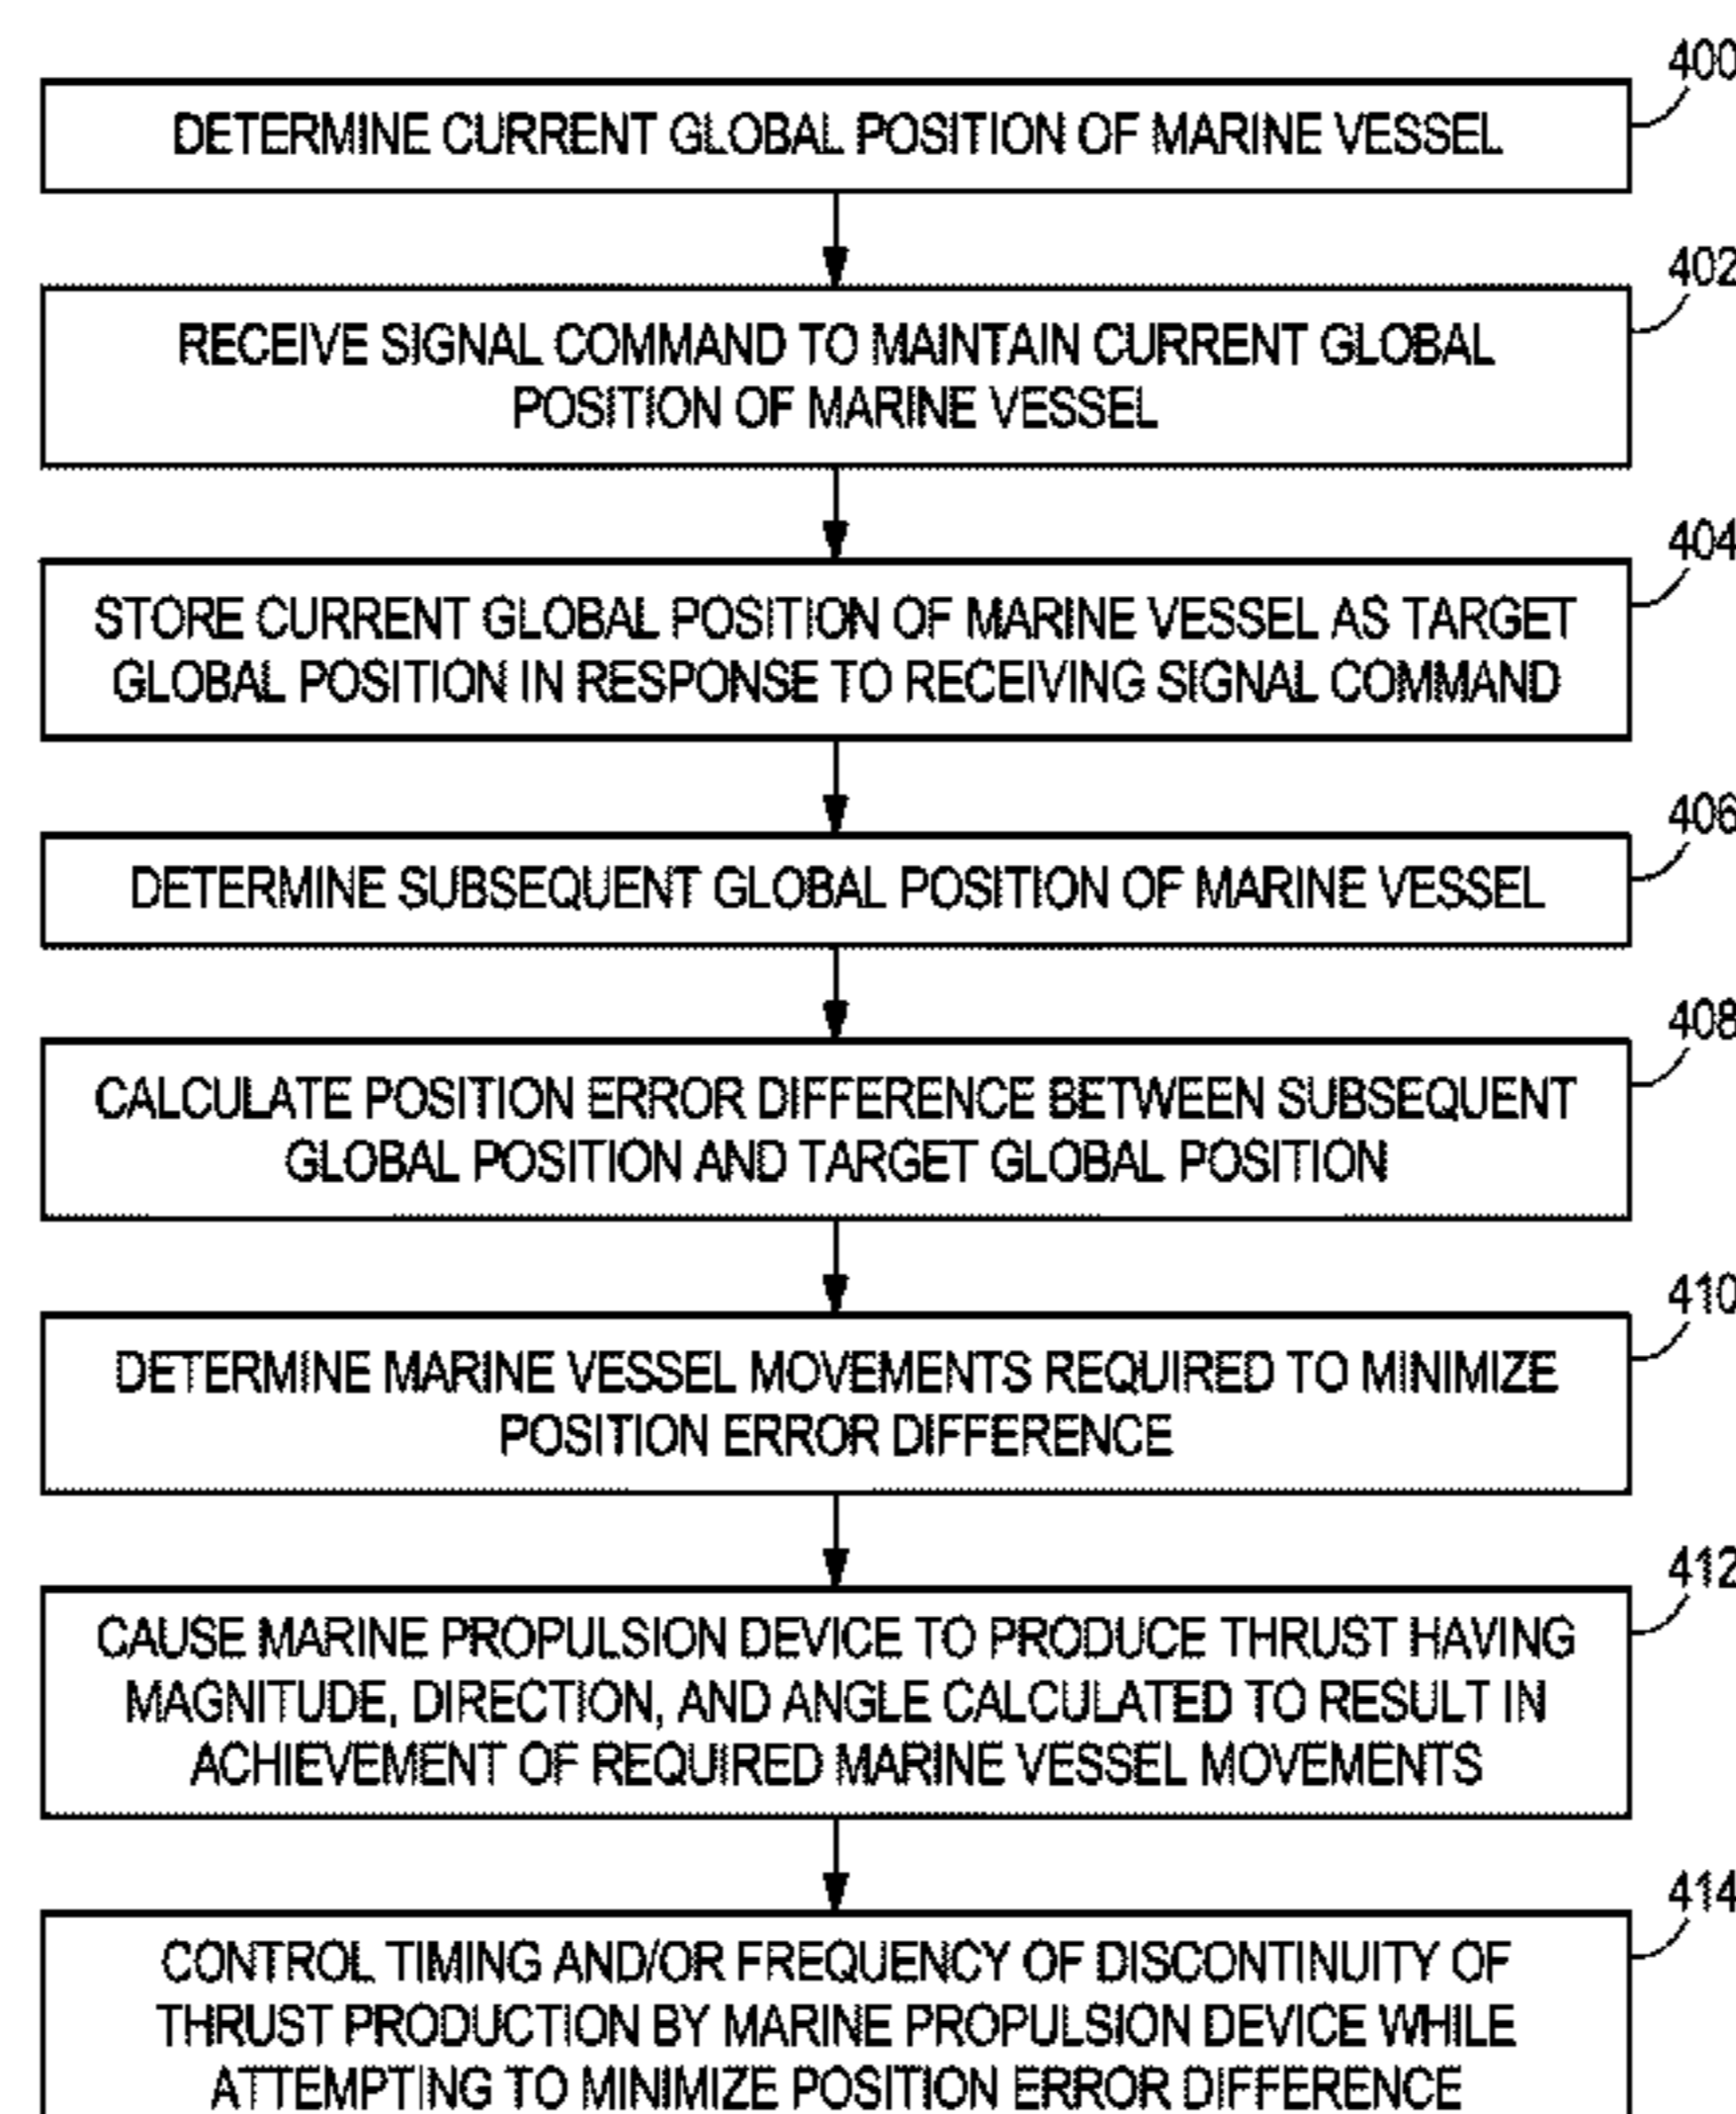 400
DETERMINE CURRENT GLOBAL POSITION OF MARINE VESSEL
402
RECEIVE SIGNAL COMMAND TO MAINTAIN CURRENT GLOBAL
POSITION OF MARINE VESSEL
404
STORE CURRENT GLOBAL POSITION OF MARINE VESSEL AS TARGET
GLOBAL POSITION IN RESPONSE TO RECEIVING SIGNAL COMMAND
406
DETERMINE SUBSEQUENT GLOBAL POSITION OF MARINE VESSEL
408
CALCULATE POSITION ERROR DIFFERENCE BETWEEN SUBSEQUENT
GLOBAL POSITION AND TARGET GLOBAL POSITION
410
DETERMINE MARINE VESSEL MOVEMENTS REQUIRED TO MINIMIZE
POSITION ERROR DIFFERENCE
412
CAUSE MARINE PROPULSION DEVICE TO PRODUCE THRUST HAVING
MAGNITUDE, DIRECTION, AND ANGLE CALCULATED TO RESULT IN
ACHIEVEMENT OF REQUIRED MARINE VESSEL MOVEMENTS
414
CONTROL TIMING AND/OR FREQUENCY OF DISCONTINUITY OF
THRUST PRODUCTION BY MARINE PROPULSION DEVICE WHILE
ATTEMPTING TO MINIMIZE POSITION ERROR DIFFERENCE